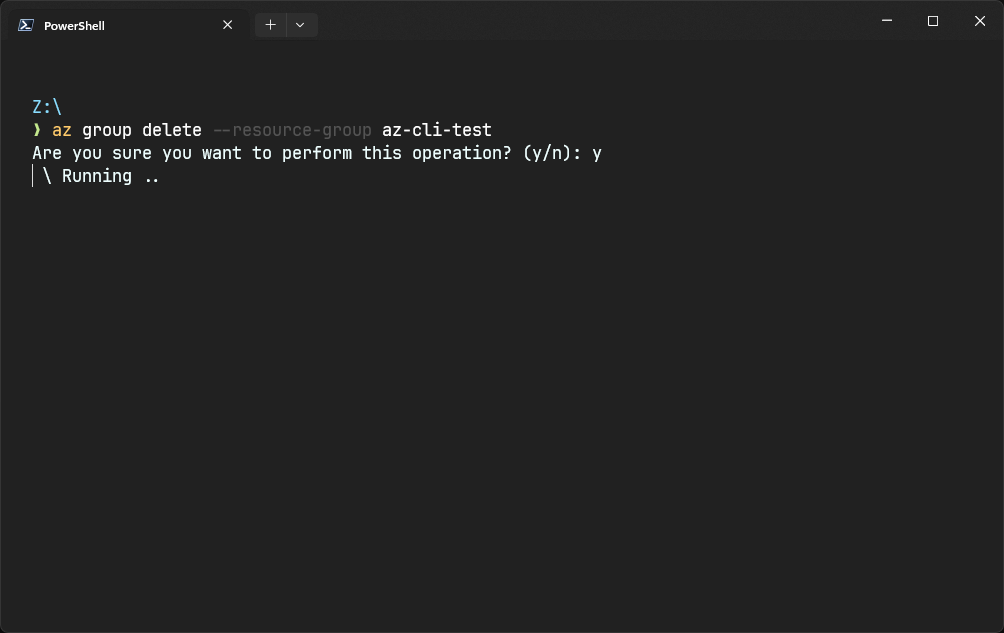 PowerShell
Z:\
❯ az group delete --resource-group az-cli-test
Are you sure you want to perform this operation? (y/n): y
\ Running ..